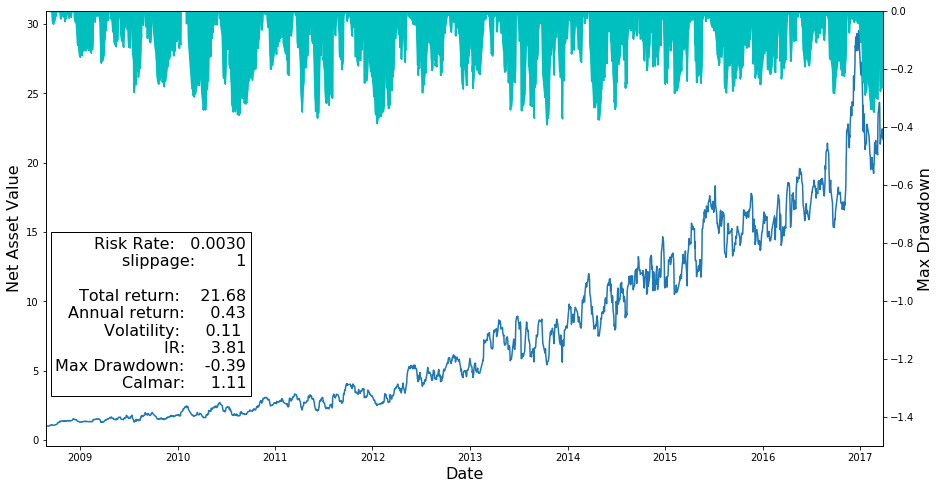 30
25
20
15
10
5
0
Net Asset Value
0.0
−0.2
−0.4
−0.6
−0.8
−1.0
−1.2
−1.4
Max Drawdown
Risk Rate: 0.0030
slippage: 1
Total return: 21.68
Annual return: 0.43
Volatility: 0.11
IR: 3.81
Max Drawdown: -0.39
Calmar: 1.11
2009 2010 2011 2012 2013 2014 2015 2016 2017
Date